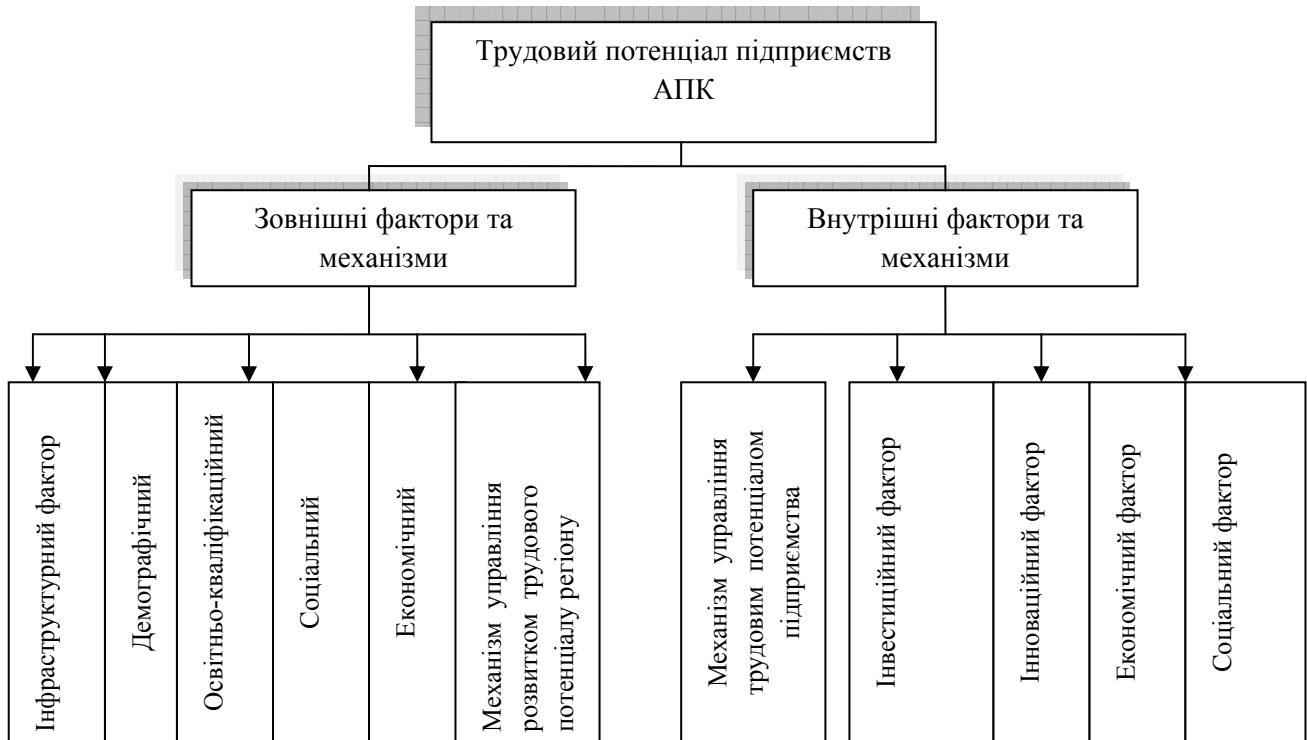 Трудовий потенціал підприємств
АПК
Зовнішні фактори та
механізми
Внутрішні фактори та
механізми
Інфраструктурний фактор
Демографічний
Освітньо-кваліфікаційний
Соціальний
Економічний
Механізм управління
розвитком трудового
потенціалу регіону
Механізм управління
трудовим потенціалом
підприємства
Інвестиційний фактор
Інноваційний фактор
Економічний фактор
Соціальний фактор